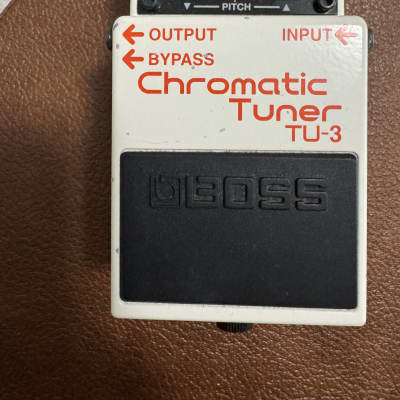 ▼ PITCH ▲
← OUTPUT INPUT ←
← BYPASS
Chromatic
Tuner
TU-3
BOSS